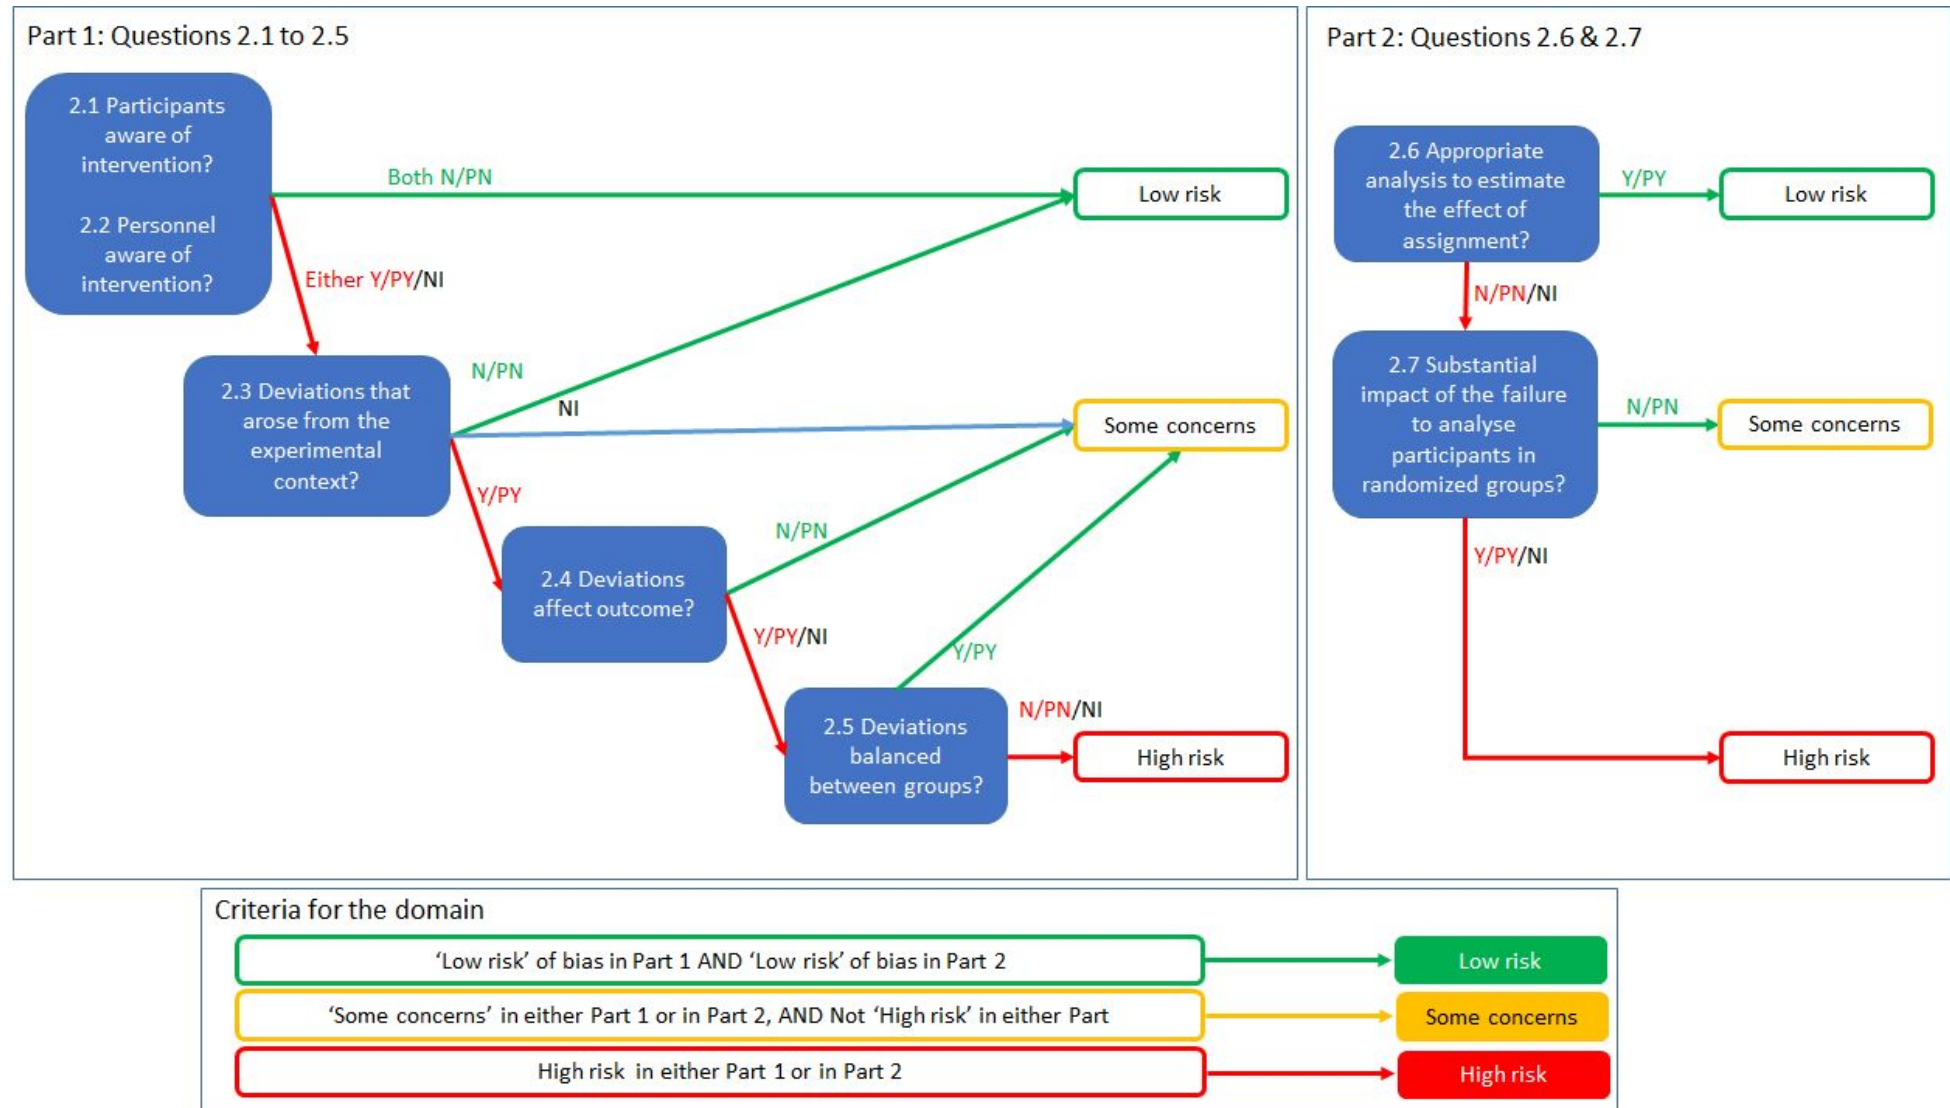 Part 1: Questions 2.1 to 2.5
2.1 Participants
aware of
intervention?
2.2 Personnel
aware of
intervention?
Both N/PN
Low risk
Either Y/PY/NI
2.3 Deviations that
arose from the
experimental
context?
N/PN
NI
Some concerns
Y/PY
2.4 Deviations
affect outcome?
N/PN
Y/PY/NI
2.5 Deviations
balanced
between groups?
Y/PY
N/PN/NI
High risk
Part 2: Questions 2.6 & 2.7
2.6 Appropriate
analysis to estimate
the effect of
assignment?
Y/PY
Low risk
N/PN/NI
2.7 Substantial
impact of the failure
to analyse
participants in
randomized groups?
N/PN
Some concerns
Y/PY/NI
High risk
Criteria for the domain
‘Low risk’ of bias in Part 1 AND ‘Low risk’ of bias in Part 2
Low risk
‘Some concerns’ in either Part 1 or in Part 2, AND Not ‘High risk’ in either Part
Some concerns
High risk in either Part 1 or in Part 2
High risk